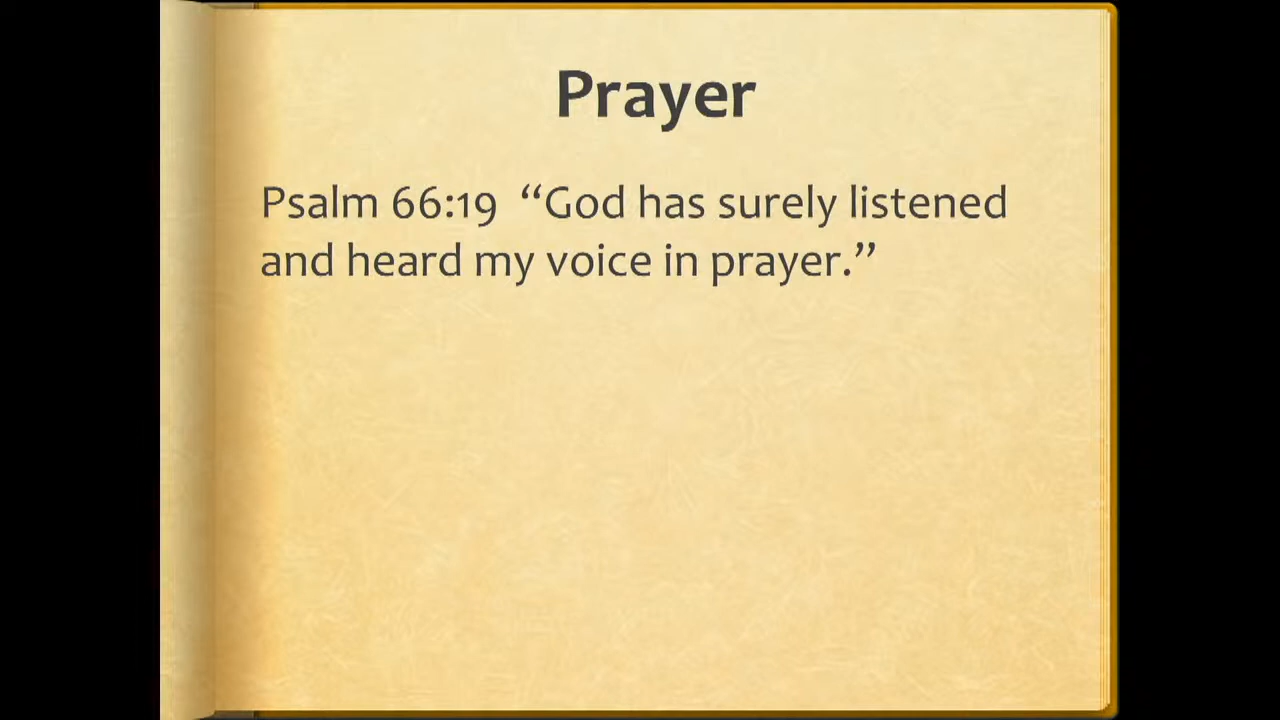 Prayer
Psalm 66:19  “God has surely listened
and heard my voice in prayer.”